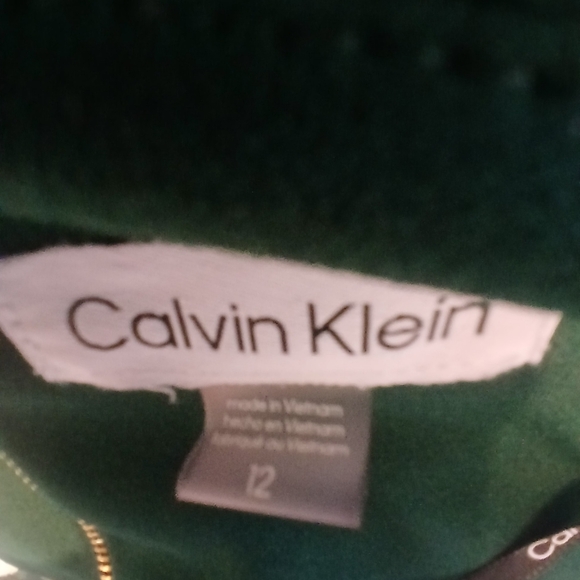 Calvin Klein
made in Vietnam
hecho en Vietnam
fabriqué au Vietnam
12